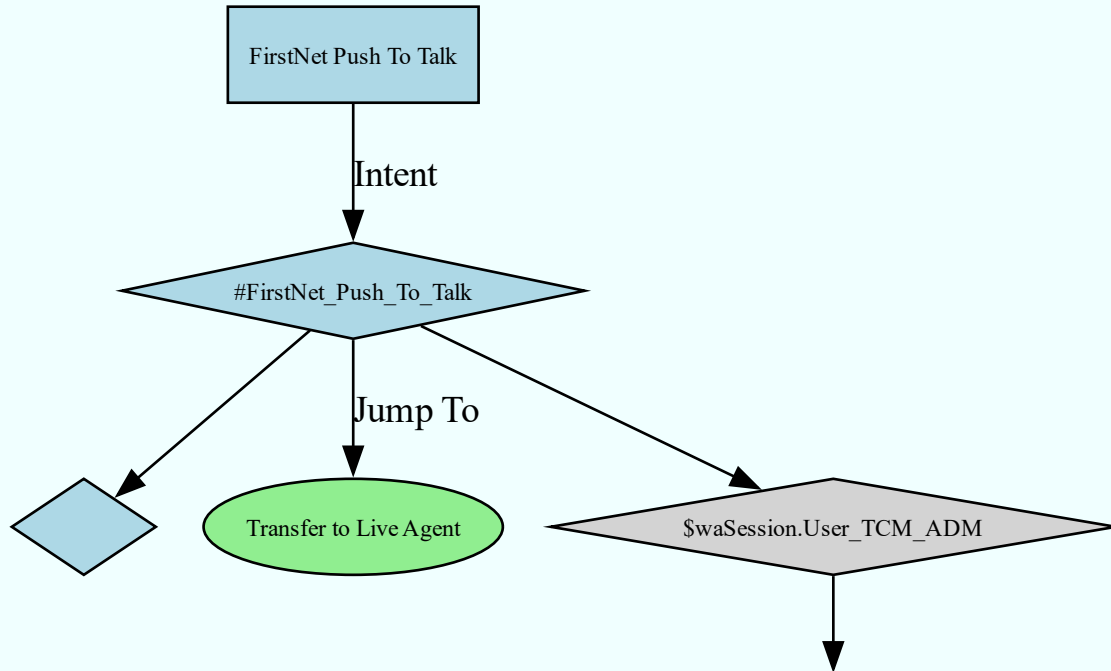 FirstNet Push To Talk
Intent
#FirstNet_Push_To_Talk
Jump To
Transfer to Live Agent
$waSession.User_TCM_ADM